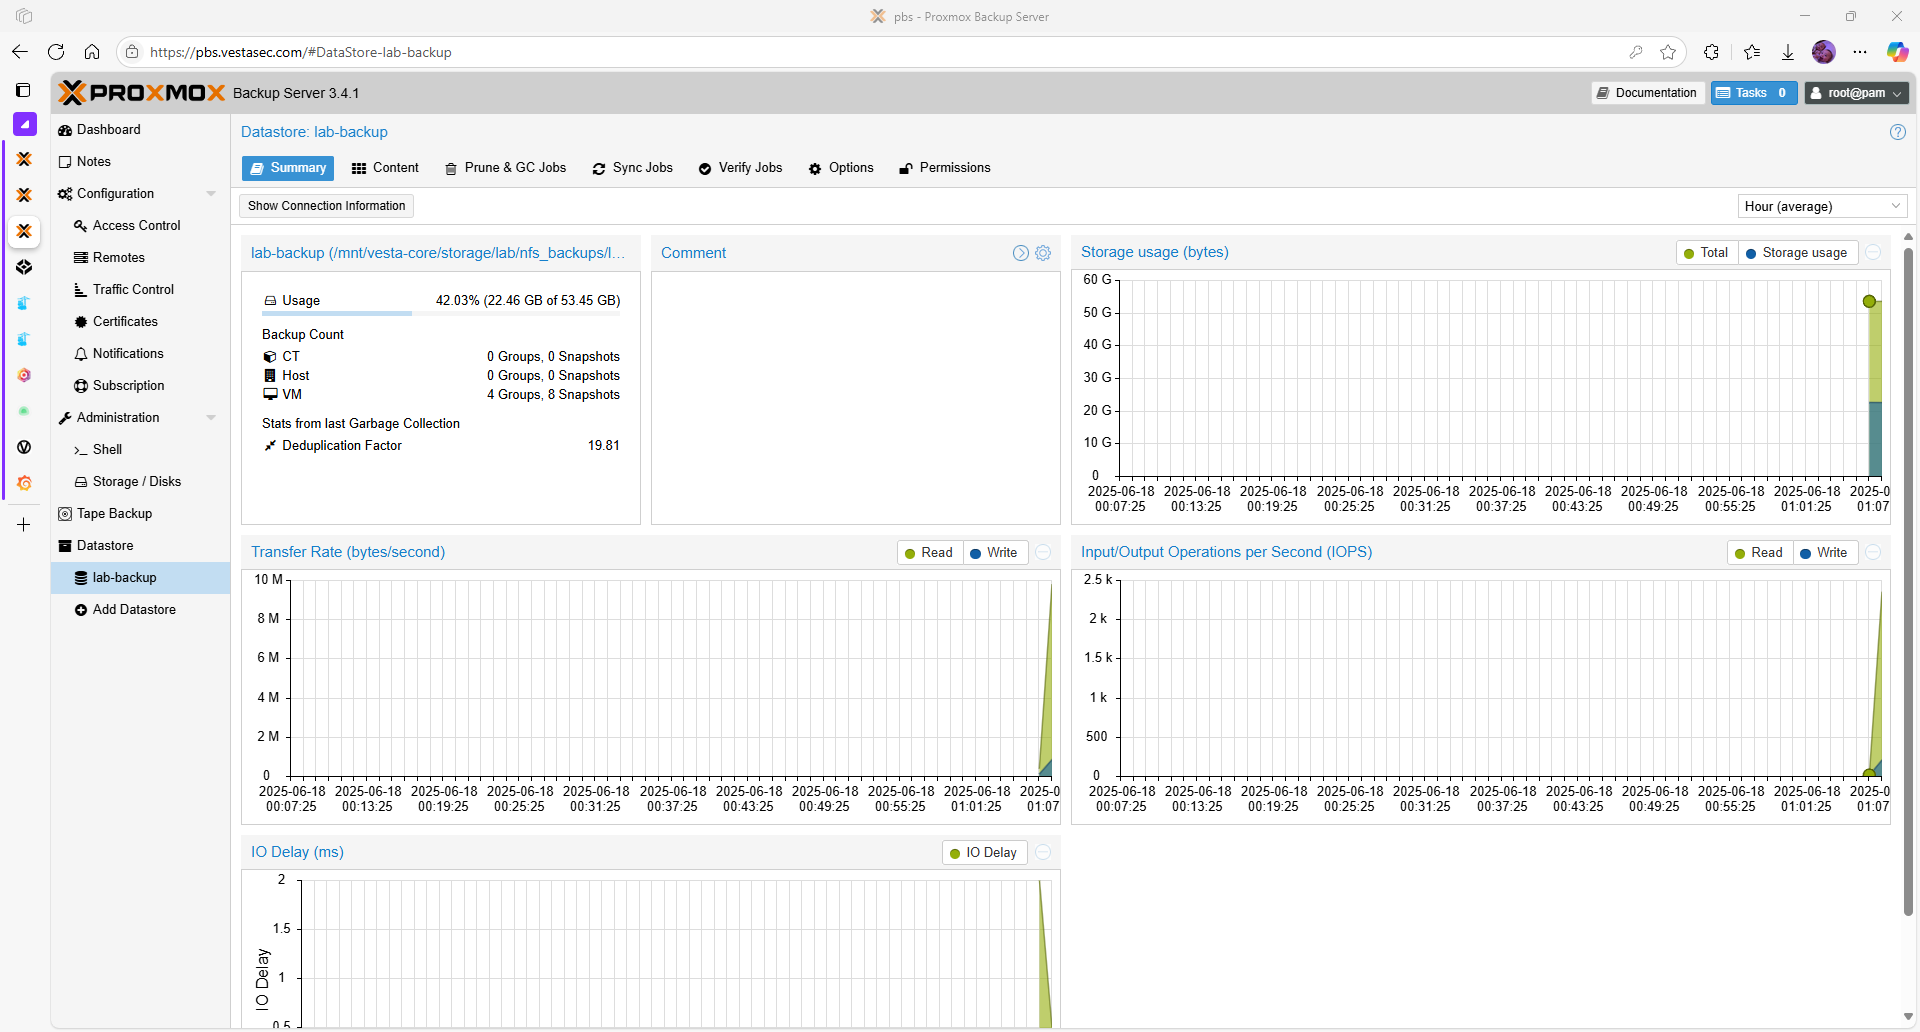 pbs - Proxmox Backup Server
https://pbs.vestasec.com/#DataStore-lab-backup
PROXMOX Backup Server 3.4.1
Documentation
Tasks 0
root@pam
Dashboard
Notes
Configuration
Access Control
Remotes
Traffic Control
Certificates
Notifications
Subscription
Administration
Shell
Storage / Disks
Tape Backup
Datastore
lab-backup
Add Datastore
Datastore: lab-backup
Summary Content Prune & GC Jobs Sync Jobs Verify Jobs Options Permissions
Show Connection Information
Hour (average)
lab-backup (/mnt/vesta-core/storage/lab/nfs_backups/l...
Usage 42.03% (22.46 GB of 53.45 GB)
Backup Count
CT 0 Groups, 0 Snapshots
Host 0 Groups, 0 Snapshots
VM 4 Groups, 8 Snapshots
Stats from last Garbage Collection
Deduplication Factor 19.81
Comment
Storage usage (bytes)
Total Storage usage
60 G
50 G
40 G
30 G
20 G
10 G
0
2025-06-18 2025-06-18 2025-06-18 2025-06-18 2025-06-18 2025-06-18 2025-06-18 2025-06-18 2025-06-18 2025-06-18 2025-0
00:07:25 00:13:25 00:19:25 00:25:25 00:31:25 00:37:25 00:43:25 00:49:25 00:55:25 01:01:25 01:07
Transfer Rate (bytes/second)
Read Write
10 M
8 M
6 M
4 M
2 M
0
2025-06-18 2025-06-18 2025-06-18 2025-06-18 2025-06-18 2025-06-18 2025-06-18 2025-06-18 2025-06-18 2025-06-18 2025-0
00:07:25 00:13:25 00:19:25 00:25:25 00:31:25 00:37:25 00:43:25 00:49:25 00:55:25 01:01:25 01:07
Input/Output Operations per Second (IOPS)
Read Write
2.5 k
2 k
1.5 k
1 k
500
0
2025-06-18 2025-06-18 2025-06-18 2025-06-18 2025-06-18 2025-06-18 2025-06-18 2025-06-18 2025-06-18 2025-06-18 2025-0
00:07:25 00:13:25 00:19:25 00:25:25 00:31:25 00:37:25 00:43:25 00:49:25 00:55:25 01:01:25 01:07
IO Delay (ms)
IO Delay
2
1.5
1
0.5
IO Delay